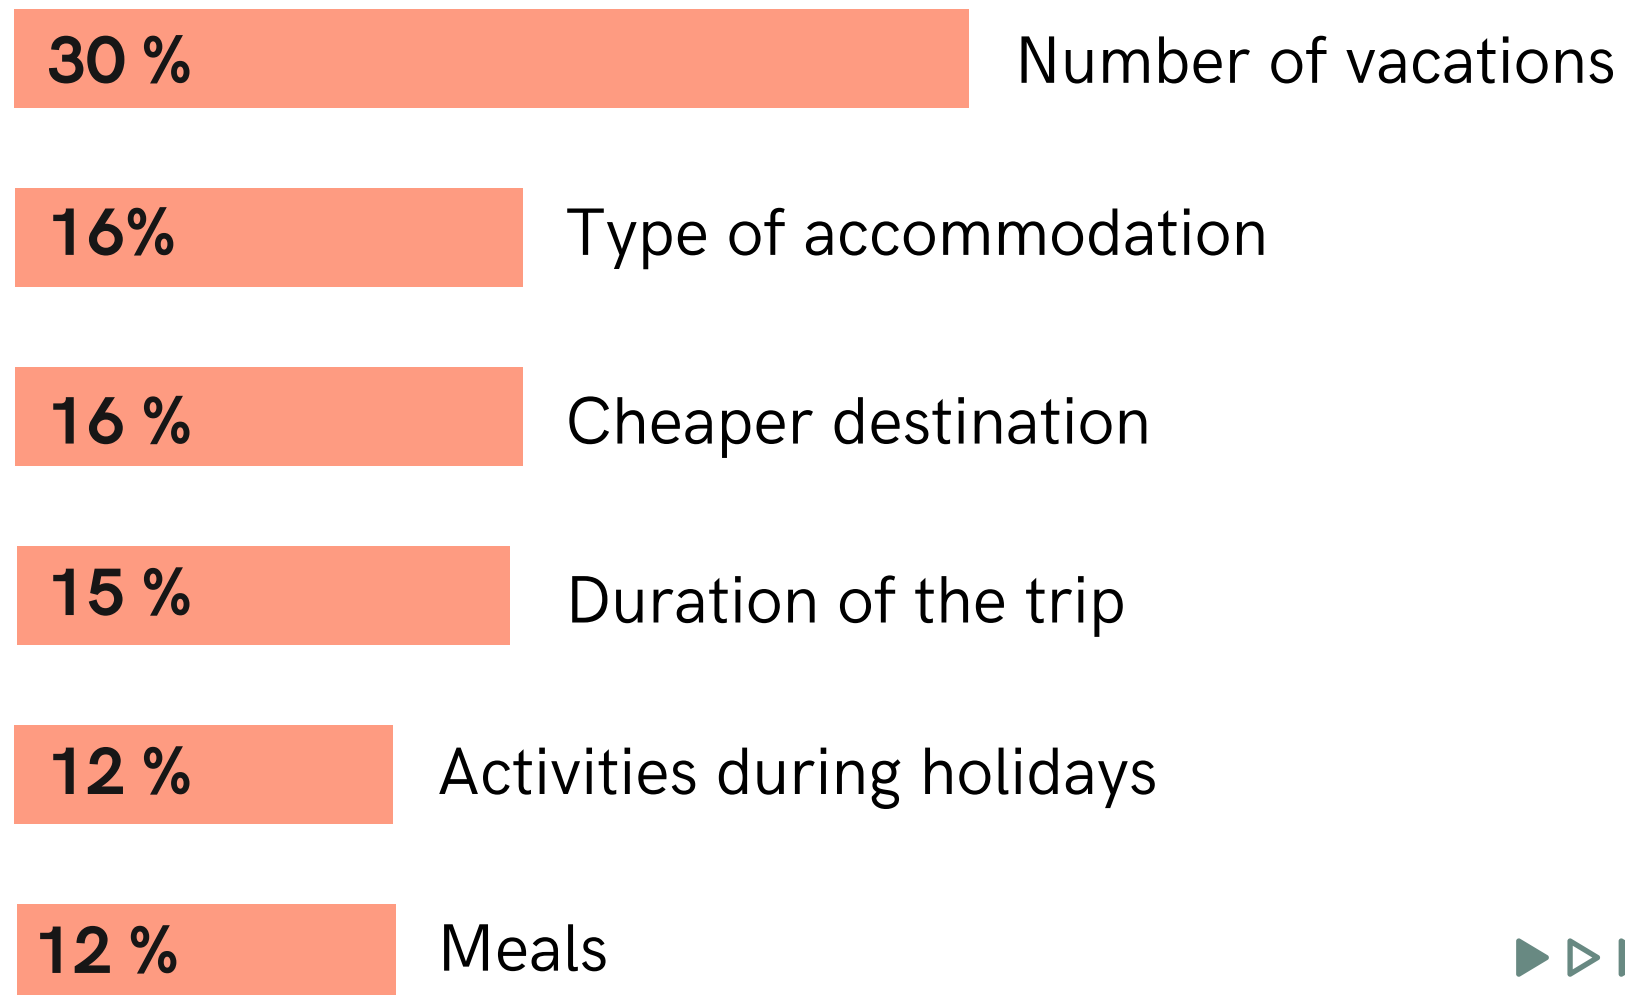 30 % Number of vacations
16% Type of accommodation
16 % Cheaper destination
15 % Duration of the trip
12 % Activities during holidays
12 % Meals